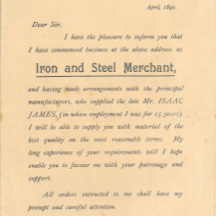 April, 1892.
Dear Sir,
I have the pleasure to inform you that
I have commenced business at the above address as
Iron and Steel Merchant,
and having made arrangements with the principal
manufacturers, who supplied the late Mr. ISAAC
JAMES, (in whose employment I was for 15 years),
I will be able to supply you with material of the
best quality on the most reasonable terms. My
long experience of your requirements will I hope
enable you to favour me with your patronage and
support.
All orders entrusted to me shall have my
prompt and careful attention.